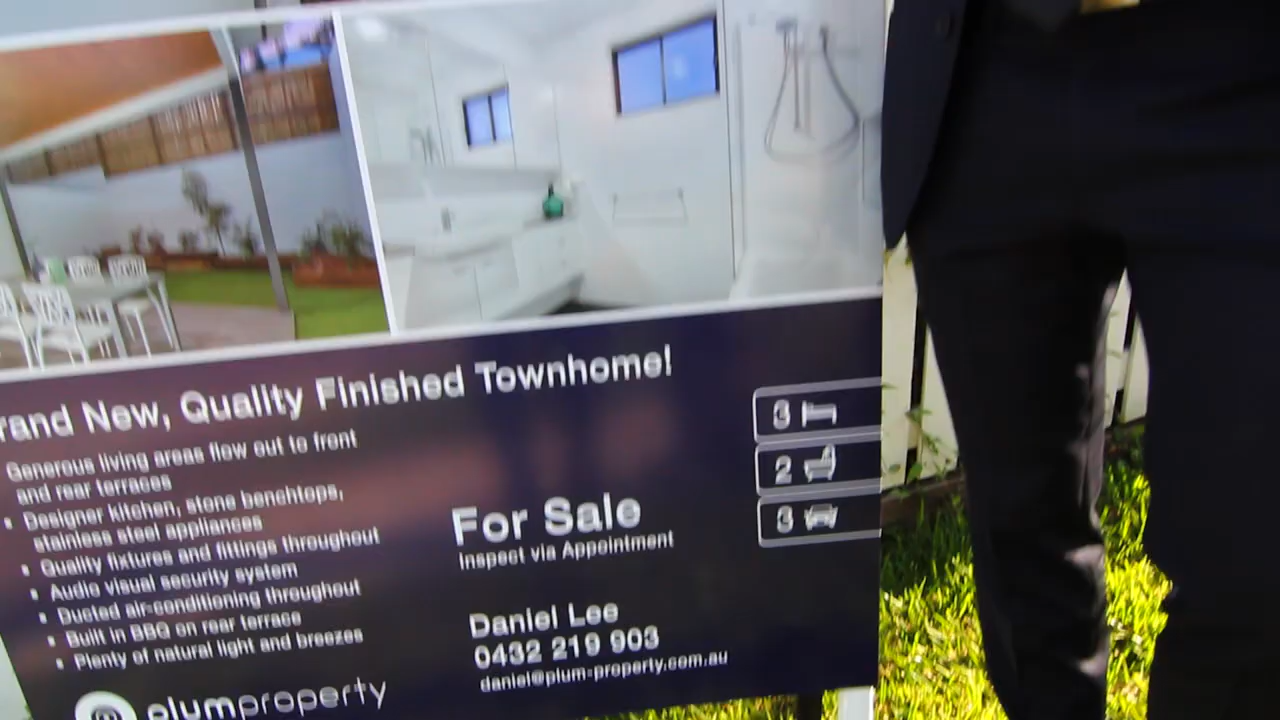 rand New, Quality Finished Townhome!
Generous living areas flow out to front
and rear terraces
• Designer kitchen, stone benchtops,
stainless steel appliances
• Quality fixtures and fittings throughout
• Audio visual security system
• Ducted air-conditioning throughout
• Built in BBQ on rear terrace
• Plenty of natural light and breezes
plumproperty
For Sale
Inspect via Appointment
Daniel Lee
0432 219 903
daniel@plum-property.com.au
3
2
3